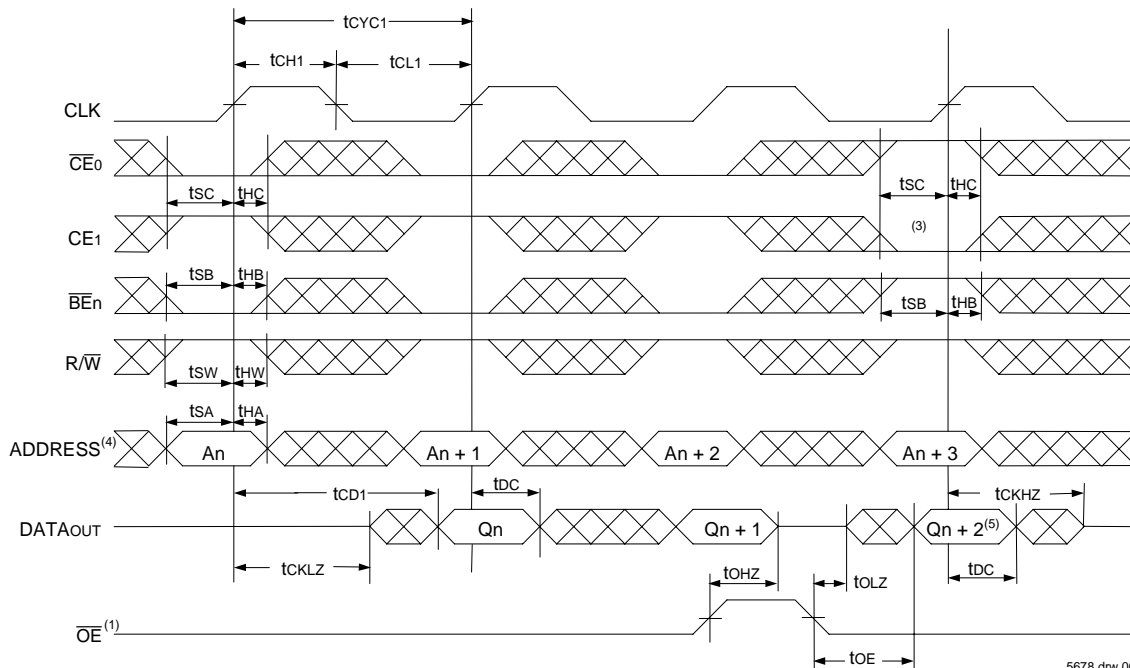 tCYC1
tCH1 tCL1
CLK
CE0
tSC tHC tSC tHC
CE1 (3)
tSB tHB
BEn
tSB tHB
R/W
tSW tHW
tSA tHA
ADDRESS(4) An An + 1 An + 2 An + 3
tCD1 tDC tCKHZ
DATAOUT Qn Qn + 1 Qn + 2(5)
tCKLZ tOHZ tOLZ tDC
OE(1)
tOE